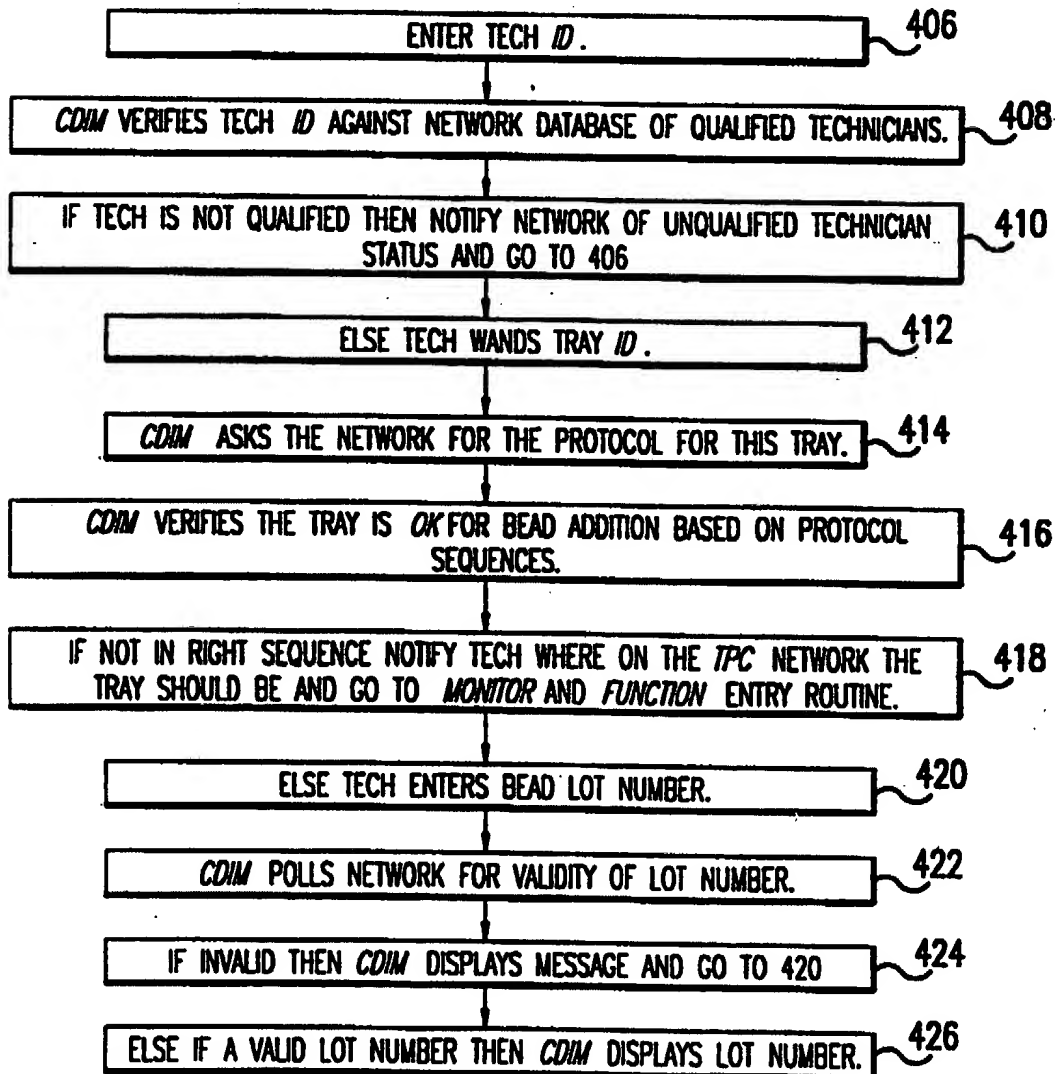 ENTER TECH ID.
406
CDIM VERIFIES TECH ID AGAINST NETWORK DATABASE OF QUALIFIED TECHNICIANS.
408
IF TECH IS NOT QUALIFIED THEN NOTIFY NETWORK OF UNQUALIFIED TECHNICIAN
STATUS AND GO TO 406
410
ELSE TECH WANDS TRAY ID.
412
CDIM ASKS THE NETWORK FOR THE PROTOCOL FOR THIS TRAY.
414
CDIM VERIFIES THE TRAY IS OK FOR BEAD ADDITION BASED ON PROTOCOL
SEQUENCES.
416
IF NOT IN RIGHT SEQUENCE NOTIFY TECH WHERE ON THE TPC NETWORK THE
TRAY SHOULD BE AND GO TO MONITOR AND FUNCTION ENTRY ROUTINE.
418
ELSE TECH ENTERS BEAD LOT NUMBER.
420
CDIM POLLS NETWORK FOR VALIDITY OF LOT NUMBER.
422
IF INVALID THEN CDIM DISPLAYS MESSAGE AND GO TO 420
424
ELSE IF A VALID LOT NUMBER THEN CDIM DISPLAYS LOT NUMBER.
426